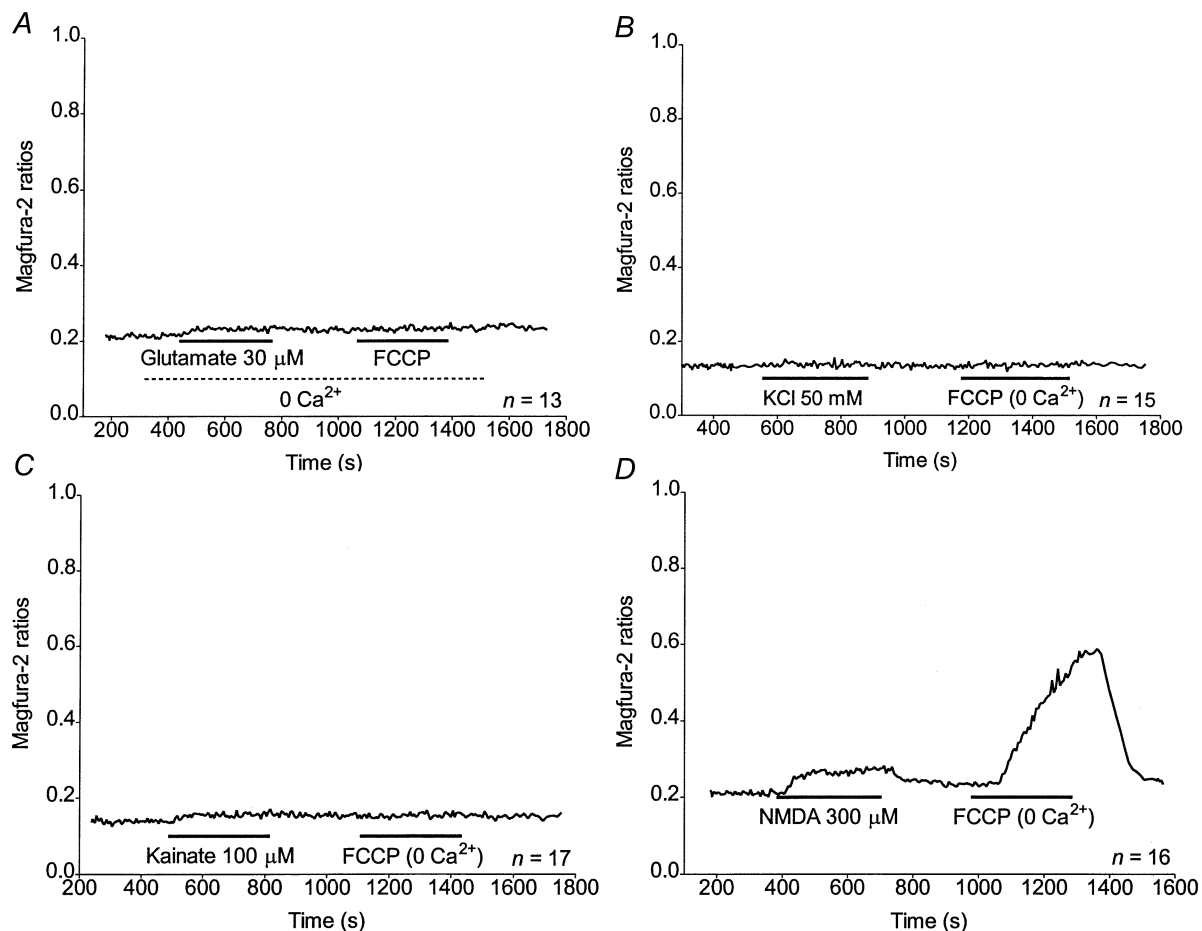 A
1.0
0.8
0.6
0.4
0.2
0.0
Magfura-2 ratios
Glutamate 30 μM
FCCP
0 Ca²⁺
n = 13
200 400 600 800 1000 1200 1400 1600 1800
Time (s)
B
1.0
0.8
0.6
0.4
0.2
0.0
Magfura-2 ratios
KCl 50 mM
FCCP (0 Ca²⁺)
n = 15
400 600 800 1000 1200 1400 1600 1800
Time (s)
C
1.0
0.8
0.6
0.4
0.2
0.0
Magfura-2 ratios
Kainate 100 μM
FCCP (0 Ca²⁺)
n = 17
200 400 600 800 1000 1200 1400 1600 1800
Time (s)
D
1.0
0.8
0.6
0.4
0.2
0.0
Magfura-2 ratios
NMDA 300 μM
FCCP (0 Ca²⁺)
n = 16
200 400 600 800 1000 1200 1400 1600
Time (s)